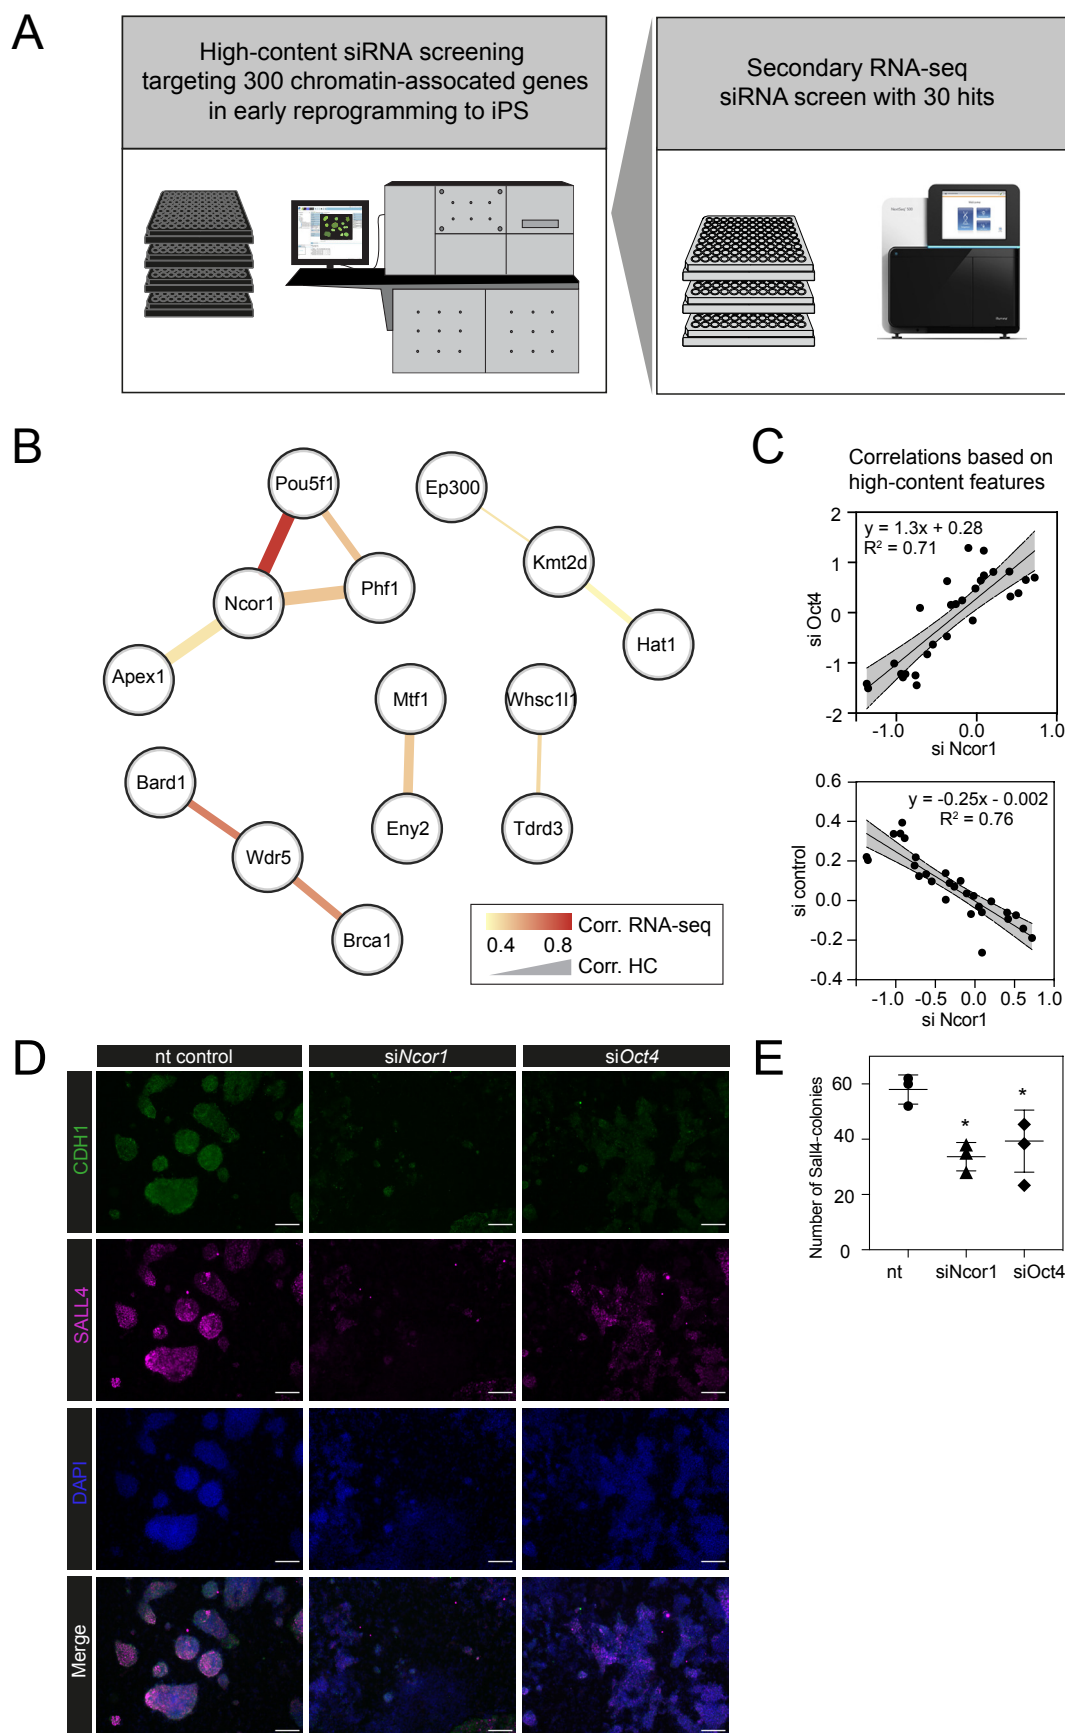 A
High-content siRNA screening
targeting 300 chromatin-assocated genes
in early reprogramming to iPS
Secondary RNA-seq
siRNA screen with 30 hits
B
Pou5f1
Ncor1
Phf1
Apex1
Ep300
Kmt2d
Hat1
Mtf1
Eny2
Whsc1l1
Tdrd3
Bard1
Wdr5
Brca1
Corr. RNA-seq
0.4 0.8
Corr. HC
C
Correlations based on
high-content features
y = 1.3x + 0.28
R² = 0.71
2
1
0
-1
-2
si Oct4
-1.0 0.0 1.0
si Ncor1
y = -0.25x - 0.002
R² = 0.76
0.6
0.4
0.2
0.0
-0.2
-0.4
si control
-1.0 -0.5 0.0 0.5 1.0
si Ncor1
D
nt control siNcor1 siOct4
CDH1
SALL4
DAPI
Merge
E
Number of Sall4-colonies
60
40
20
0
* *
nt siNcor1 siOct4